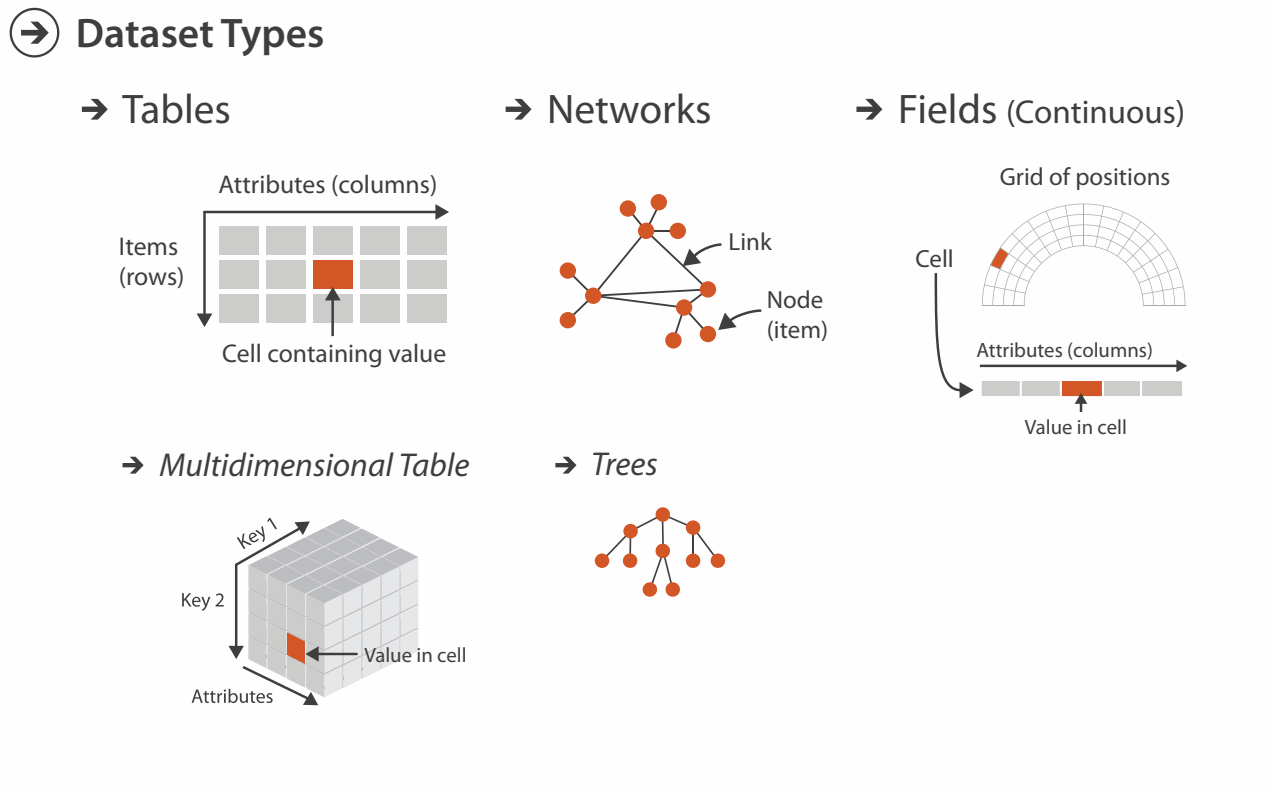 Dataset Types
Tables
Attributes (columns)
Items
(rows)
Cell containing value
Networks
Link
Node
(item)
Fields (Continuous)
Grid of positions
Cell
Attributes (columns)
Value in cell
Multidimensional Table
Key 1
Key 2
Value in cell
Attributes
Trees